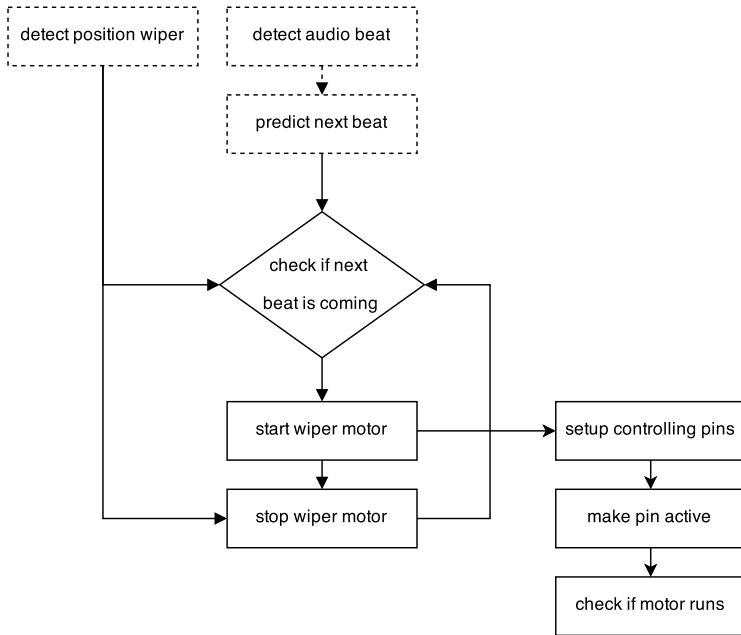 detect position wiper
detect audio beat
predict next beat
check if next
beat is coming
start wiper motor
setup controlling pins
stop wiper motor
make pin active
check if motor runs